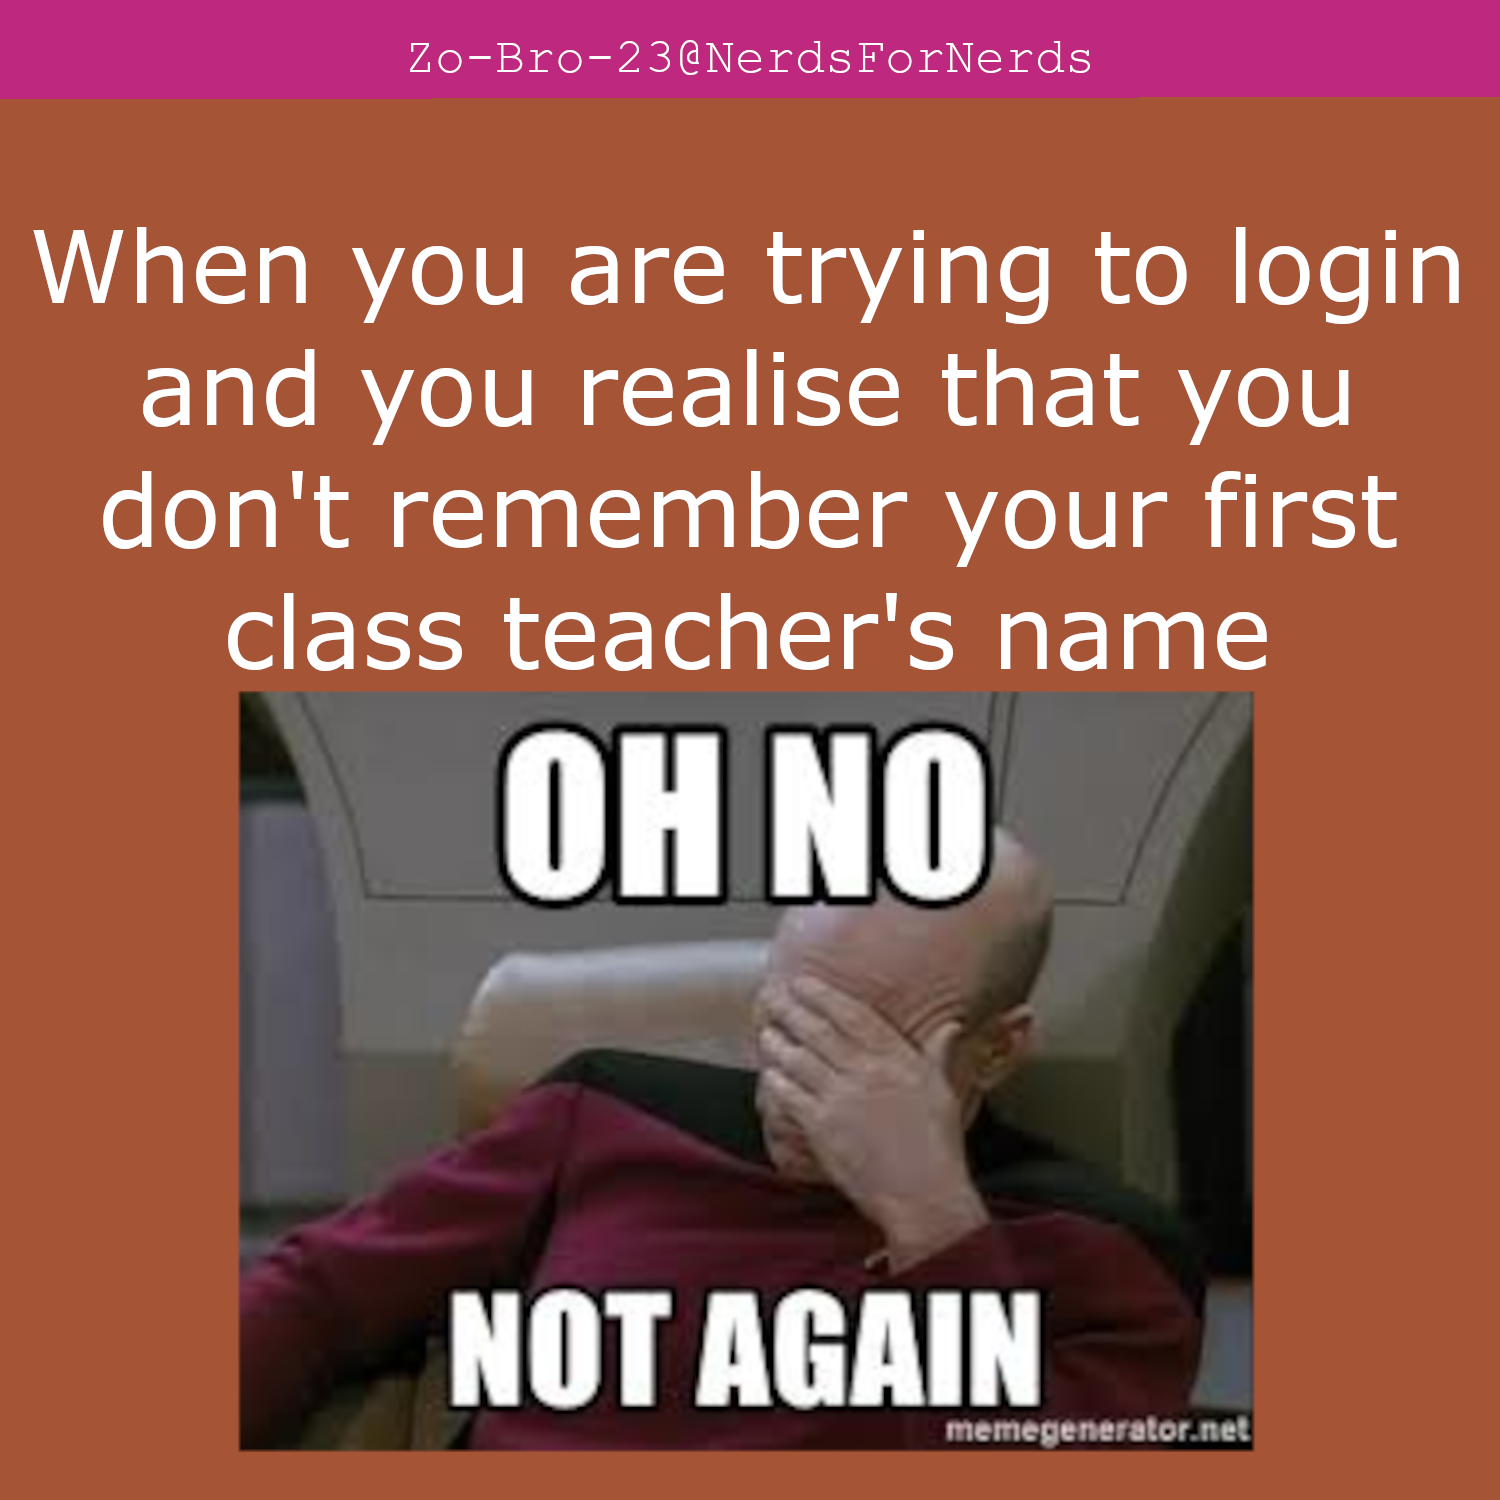 Zo-Bro-23@NerdsForNerds
When you are trying to login
and you realise that you
don't remember your first
class teacher's name
OH NO
NOT AGAIN
memegenerator.net